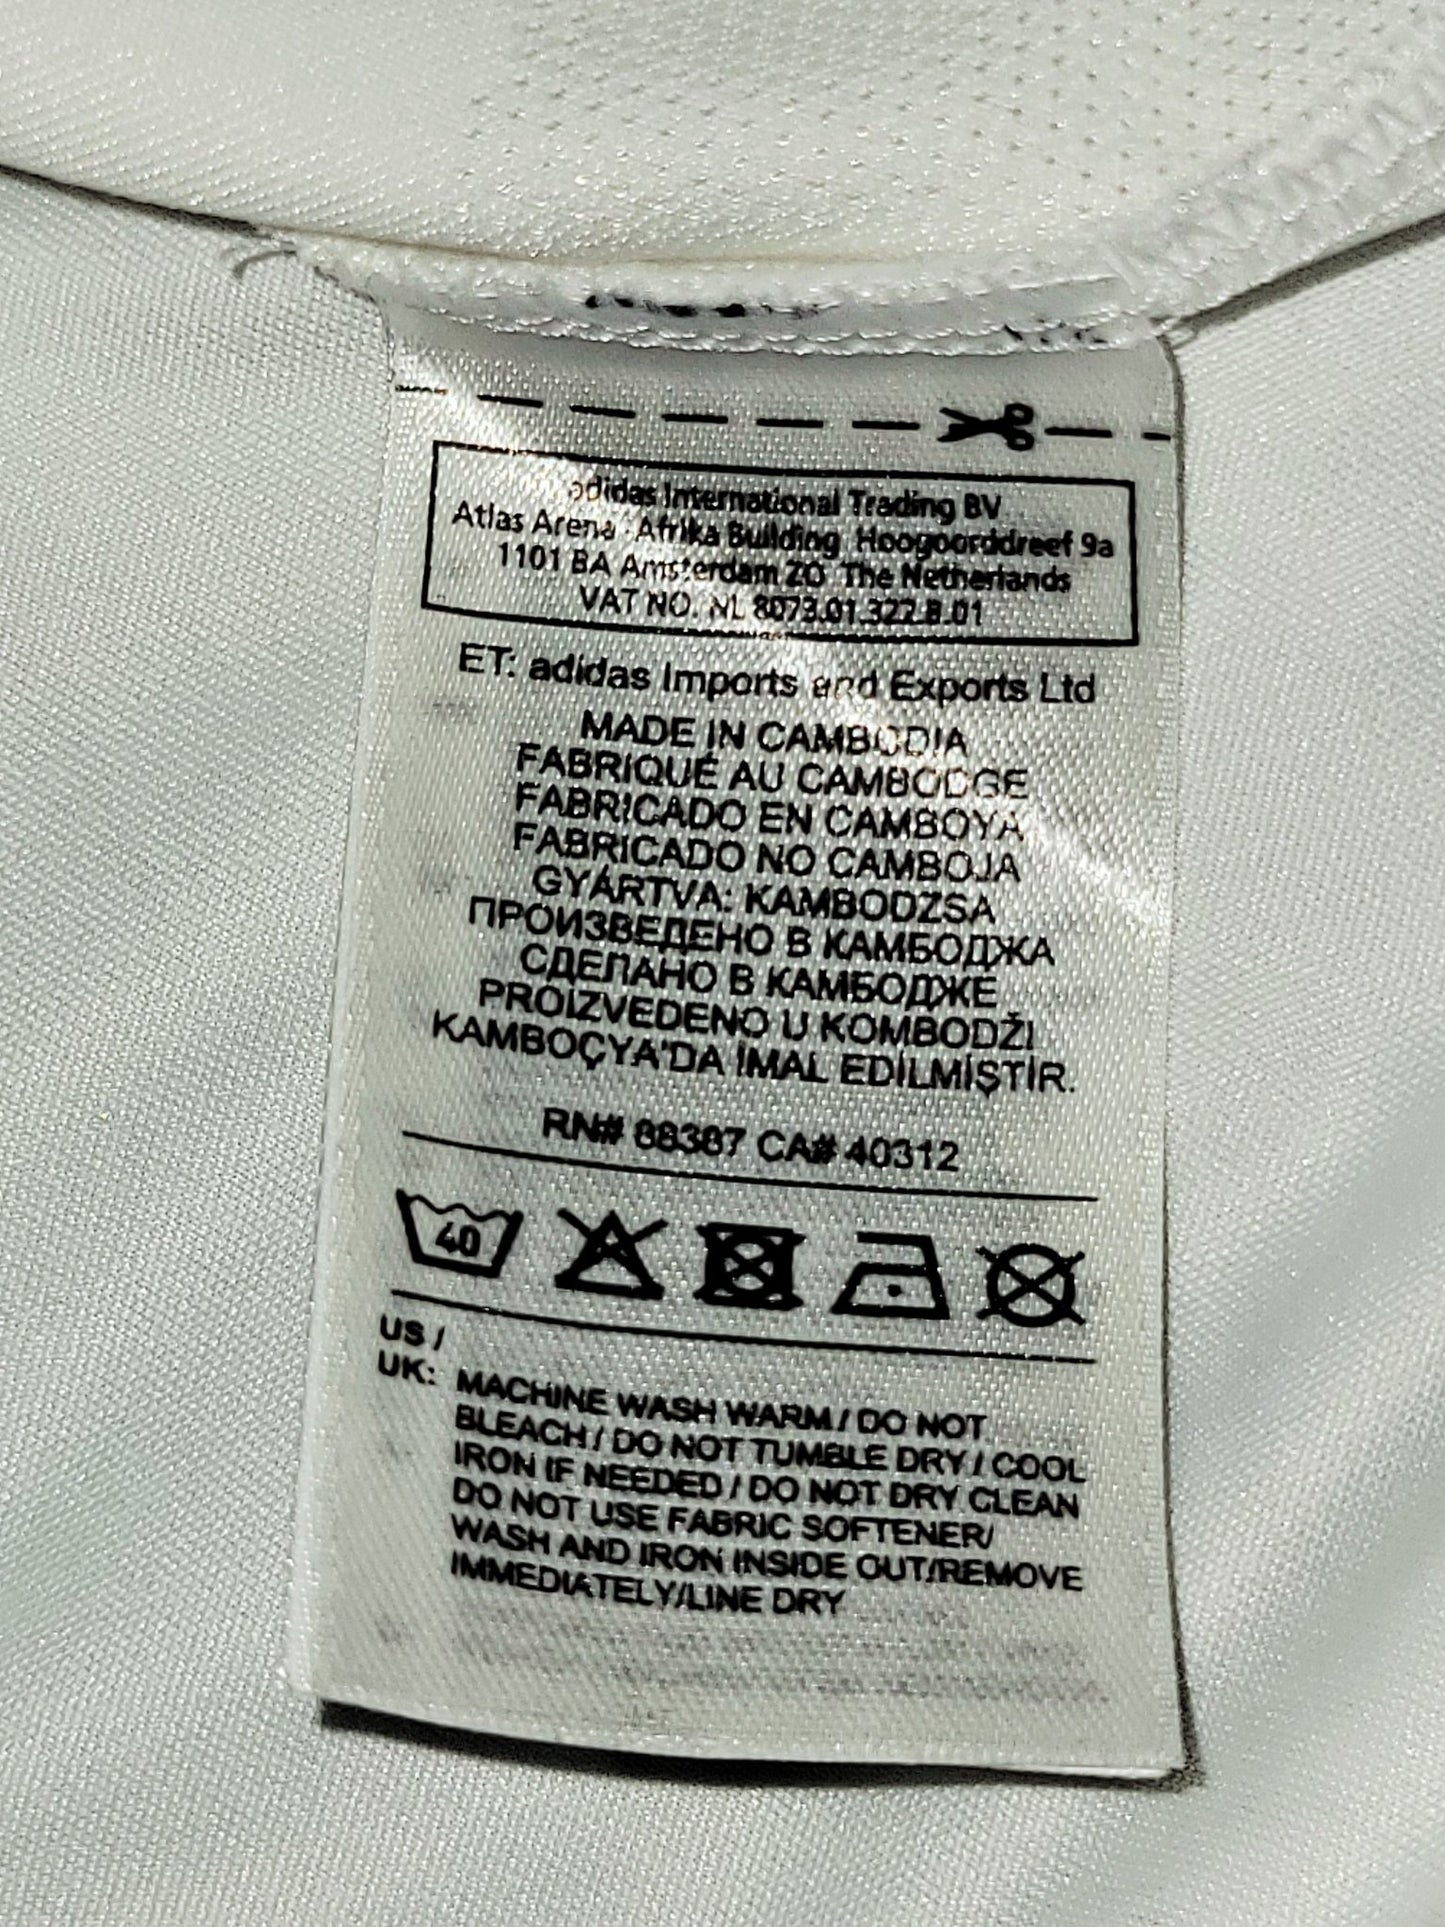 adidas International Trading BV
Atlas Arena Afrika Building, Hoogoorddreef 9a
1101 BA Amsterdam ZO The Netherlands
VAT NO. NL 8073.01.322.B.01
ET: adidas Imports and Exports Ltd
MADE IN CAMBODIA
FABRIQUÉ AU CAMBODGE
FABRICADO EN CAMBOYA
FABRICADO NO CAMBOJA
GYÁRTVA: KAMBODZSA
ПРОИЗВЕДЕНО В КАМБОДЖА
СДЕЛАНО В КАМБОДЖЕ
PROIZVEDENO U KOMBODŽI
KAMBOÇYA'DA İMAL EDİLMİŞTİR.
RN# 88387 CA# 40312
40
US /
UK: MACHINE WASH WARM / DO NOT
BLEACH / DO NOT TUMBLE DRY / COOL
IRON IF NEEDED / DO NOT DRY CLEAN
DO NOT USE FABRIC SOFTENER/
WASH AND IRON INSIDE OUT/REMOVE
IMMEDIATELY/LINE DRY